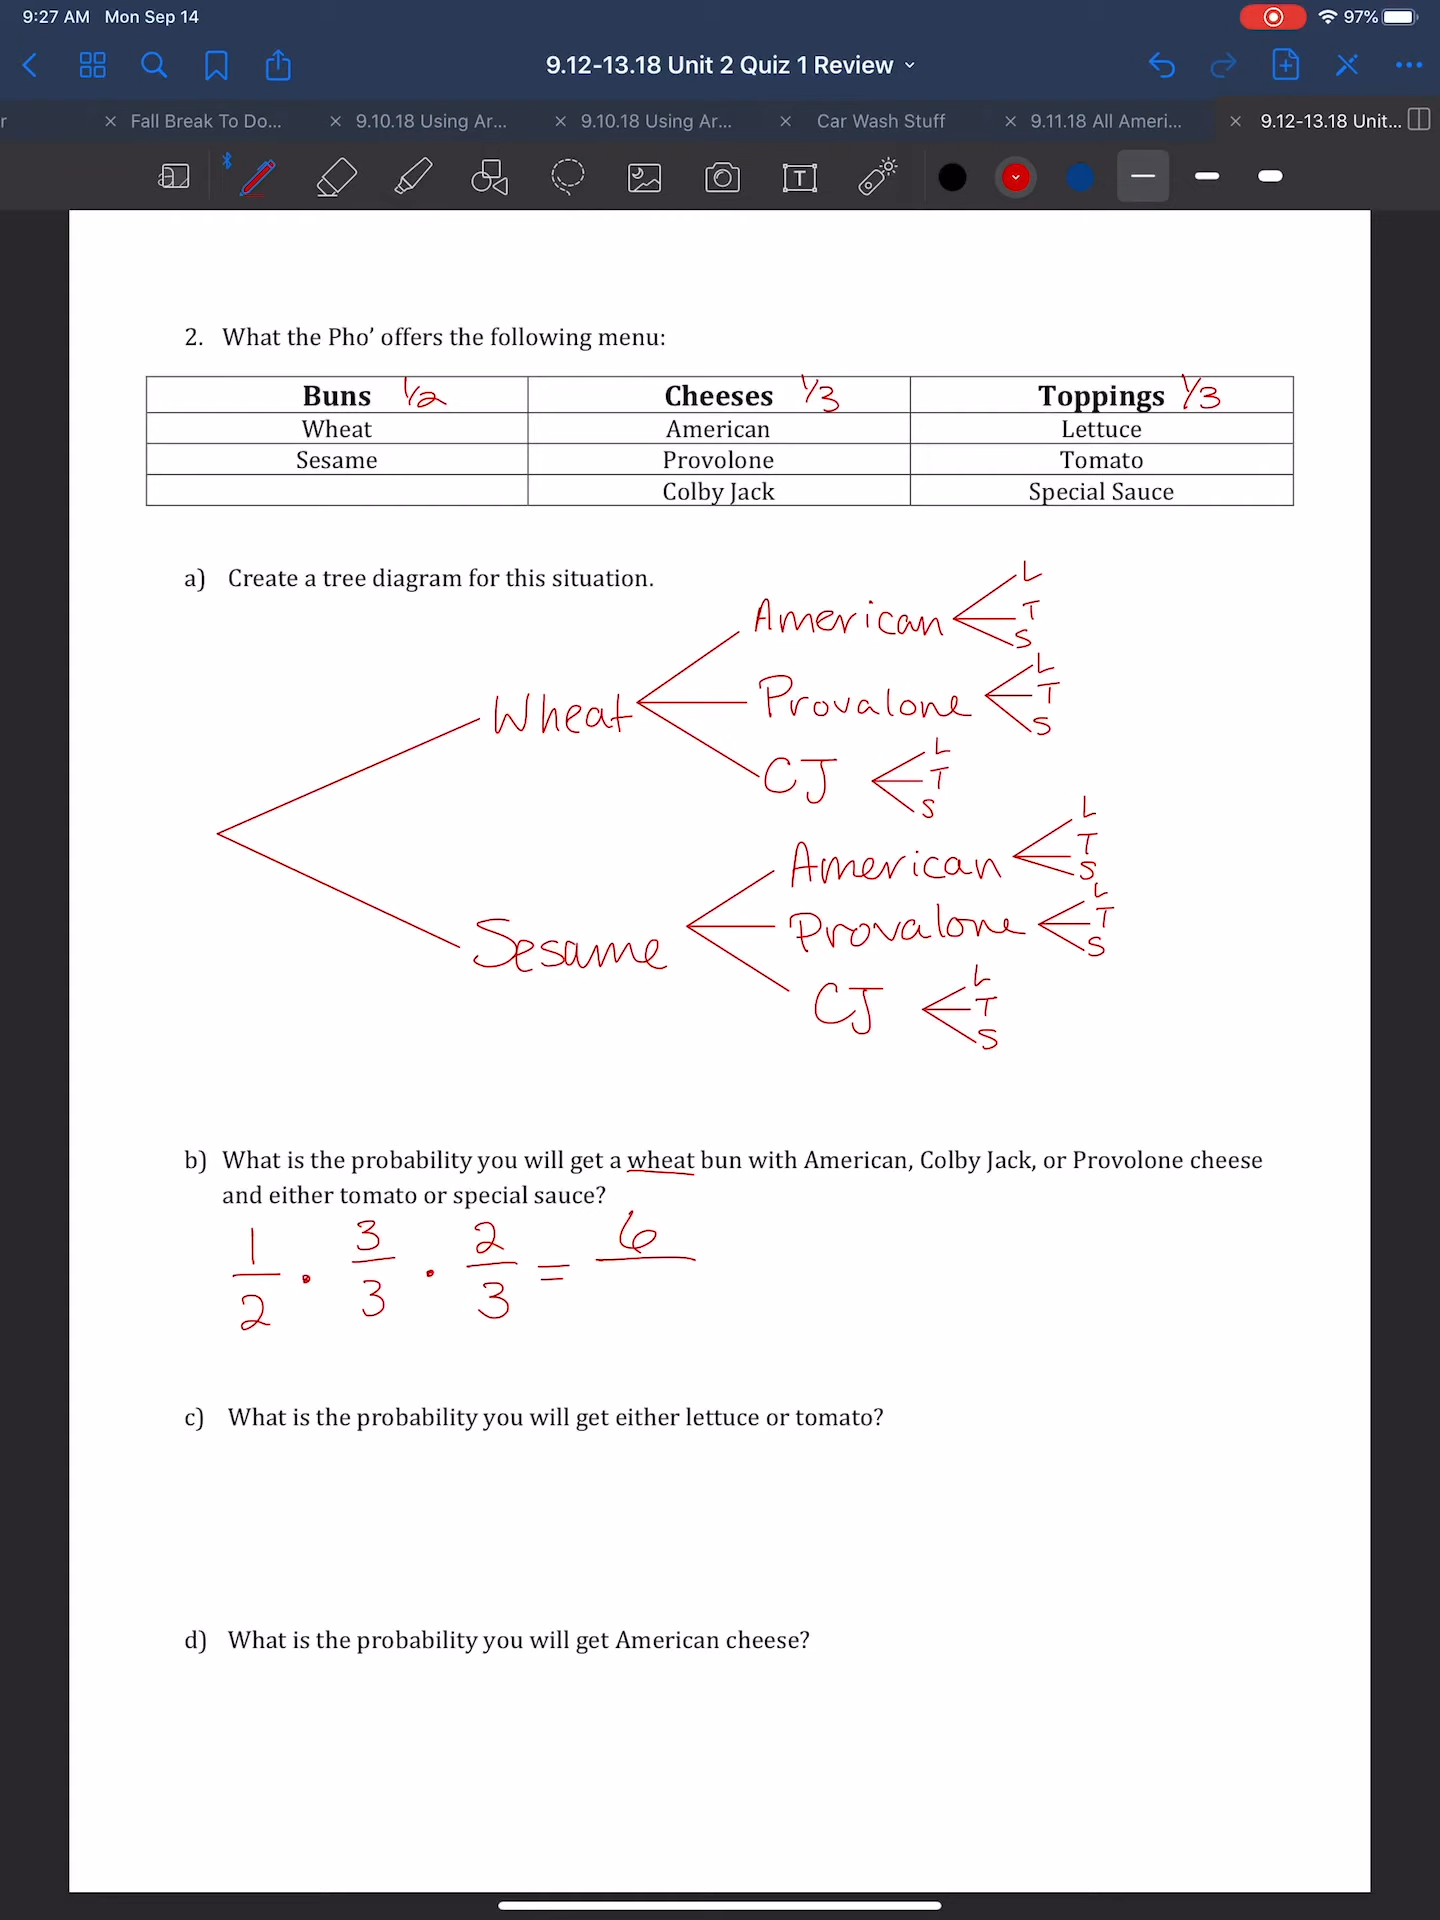 9:27 AM Mon Sep 14
97%
9.12-13.18 Unit 2 Quiz 1 Review
r
× Fall Break To Do...
× 9.10.18 Using Ar...
× 9.10.18 Using Ar...
× Car Wash Stuff
× 9.11.18 All Ameri...
× 9.12-13.18 Unit...
T
2. What the Pho’ offers the following menu:
Buns 1/2 Cheeses 1/3 Toppings 1/3
Wheat American Lettuce
Sesame Provolone Tomato
Colby Jack Special Sauce
a) Create a tree diagram for this situation.
Wheat
American
L
T
S
Provalone
L
T
S
CJ
L
T
S
Sesame
American
L
T
S
Provalone
L
T
S
CJ
L
T
S
b) What is the probability you will get a wheat bun with American, Colby Jack, or Provolone cheese
and either tomato or special sauce?
1/2 · 3/3 · 2/3 = 6
c) What is the probability you will get either lettuce or tomato?
d) What is the probability you will get American cheese?